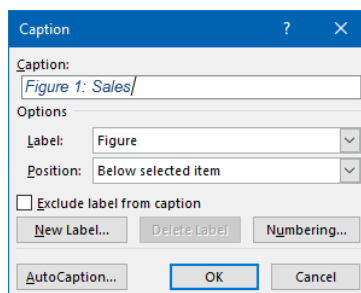 Caption
Caption:
Figure 1: Sales
Options
Label: Figure
Position: Below selected item
Exclude label from caption
New Label... Delete Label Numbering...
AutoCaption... OK Cancel